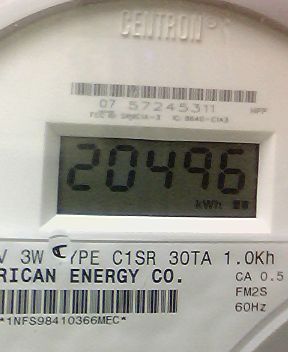 CENTRON®
07 57245311
20496
kWh
V 3W TYPE C1SR 30TA 1.0Kh
RICAN ENERGY CO.
CA 0.5
FM2S
60Hz
*1NFS98410366MEC*